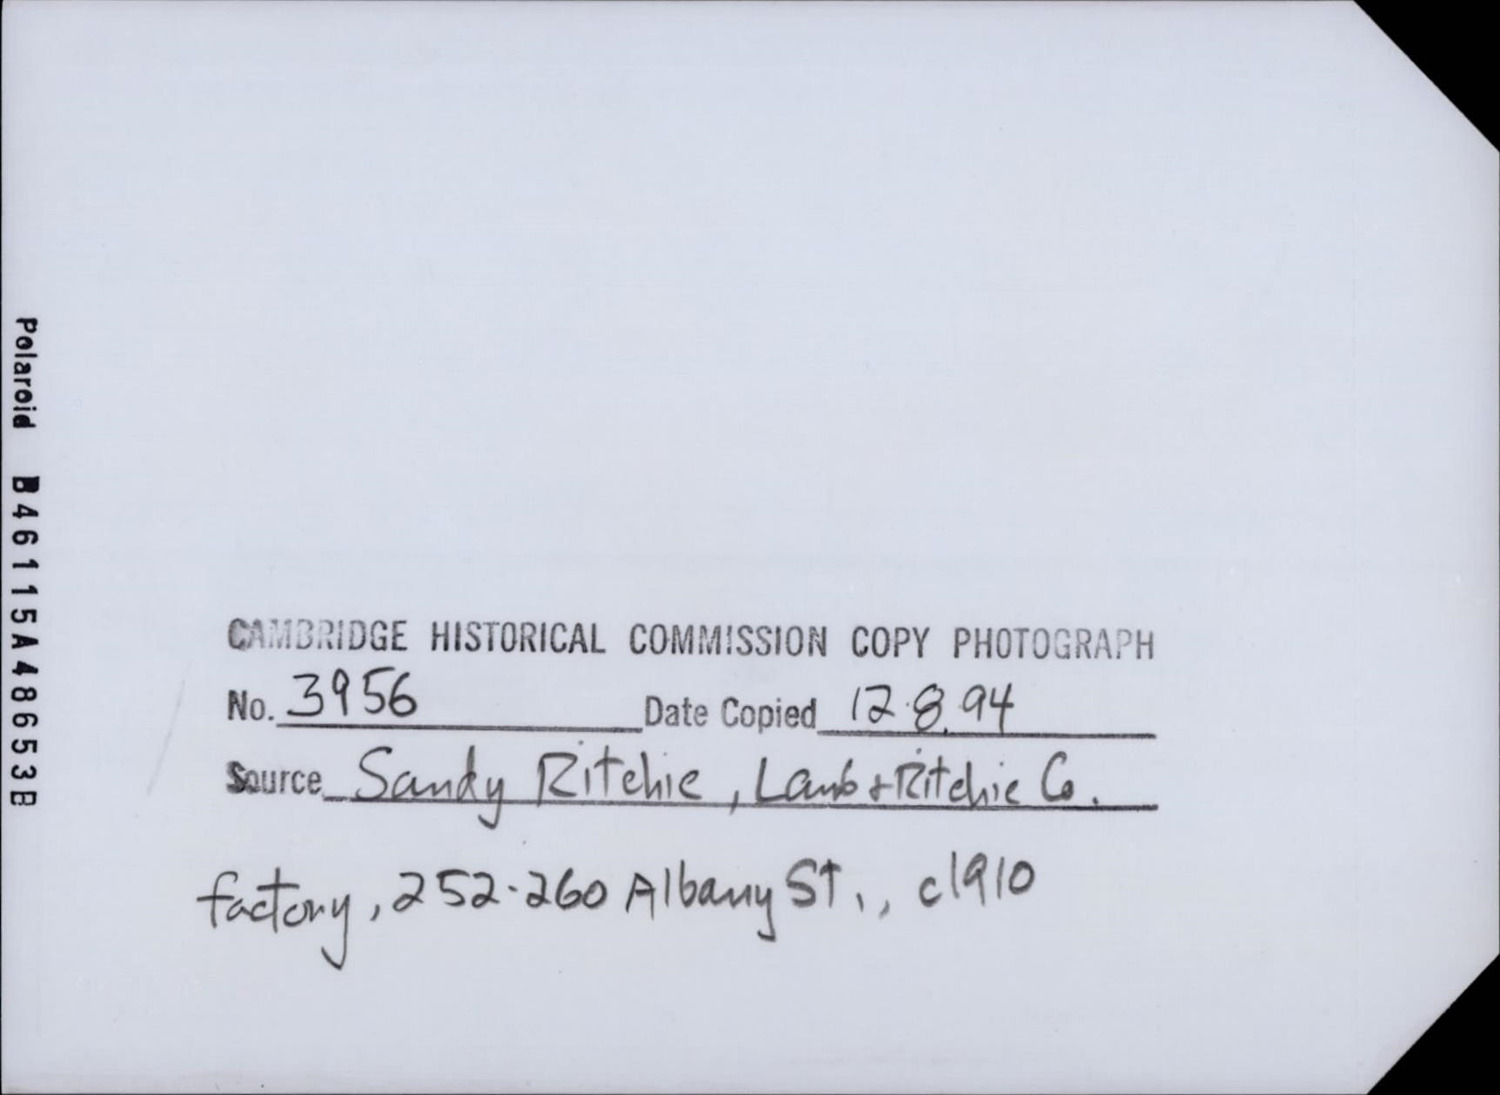 Polaroid B46115A48653B
CAMBRIDGE HISTORICAL COMMISSION COPY PHOTOGRAPH
No. 3956 Date Copied 12.8.94
Source Sandy Ritchie, Lamb + Ritchie Co.
factory, 252-260 Albany St., c1910